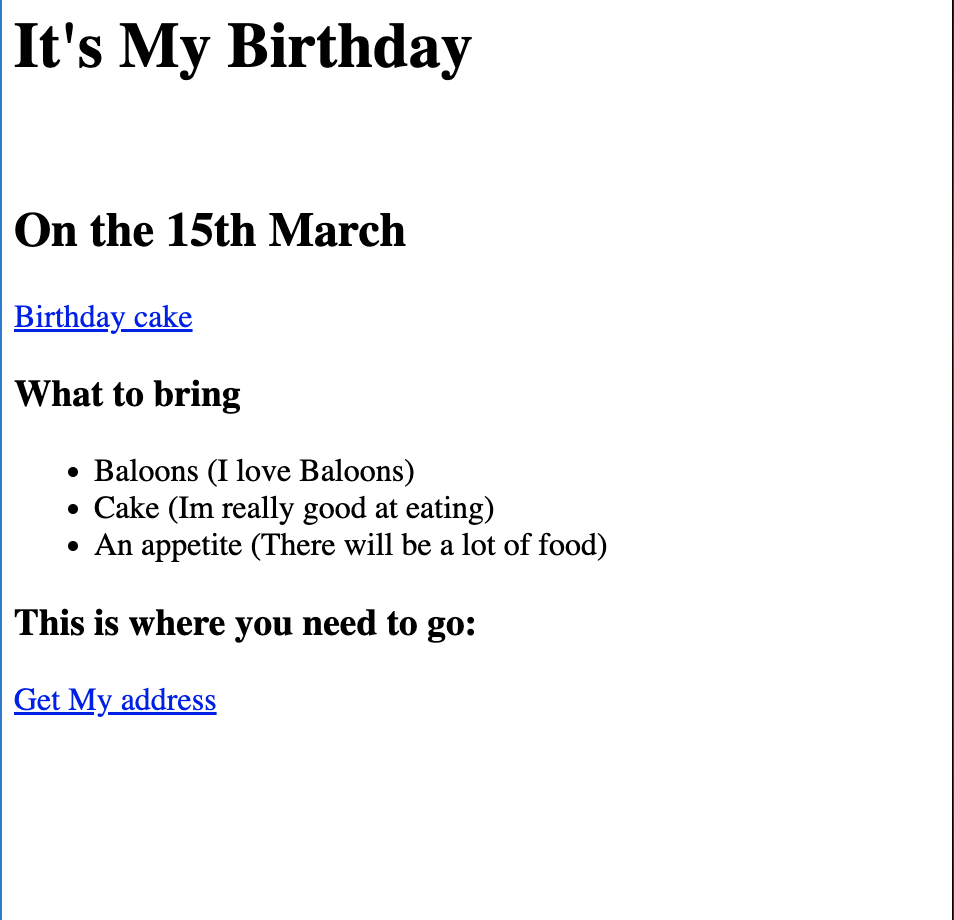 It's My Birthday
On the 15th March
Birthday cake
What to bring
Baloons (I love Baloons)
Cake (Im really good at eating)
An appetite (There will be a lot of food)
This is where you need to go:
Get My address